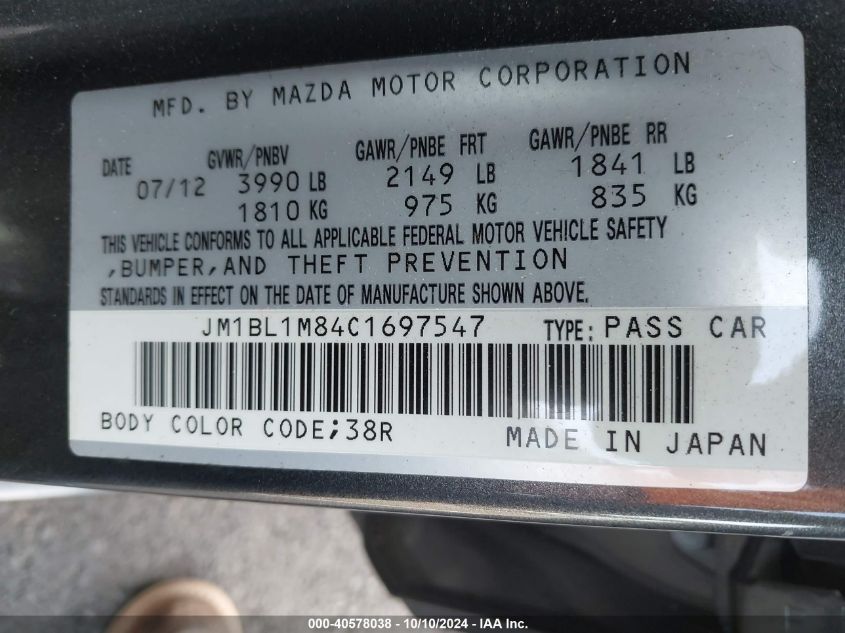 MFD. BY MAZDA MOTOR CORPORATION
DATE GVWR/PNBV GAWR/PNBE FRT GAWR/PNBE RR
07/12 3990 LB 2149 LB 1841 LB
1810 KG 975 KG 835 KG
THIS VEHICLE CONFORMS TO ALL APPLICABLE FEDERAL MOTOR VEHICLE SAFETY
,BUMPER,AND THEFT PREVENTION
STANDARDS IN EFFECT ON THE DATE OF MANUFACTURE SHOWN ABOVE.
JM1BL1M84C1697547 TYPE: PASS CAR
BODY COLOR CODE;38R MADE IN JAPAN
000-40578038 - 10/10/2024 - IAA Inc.